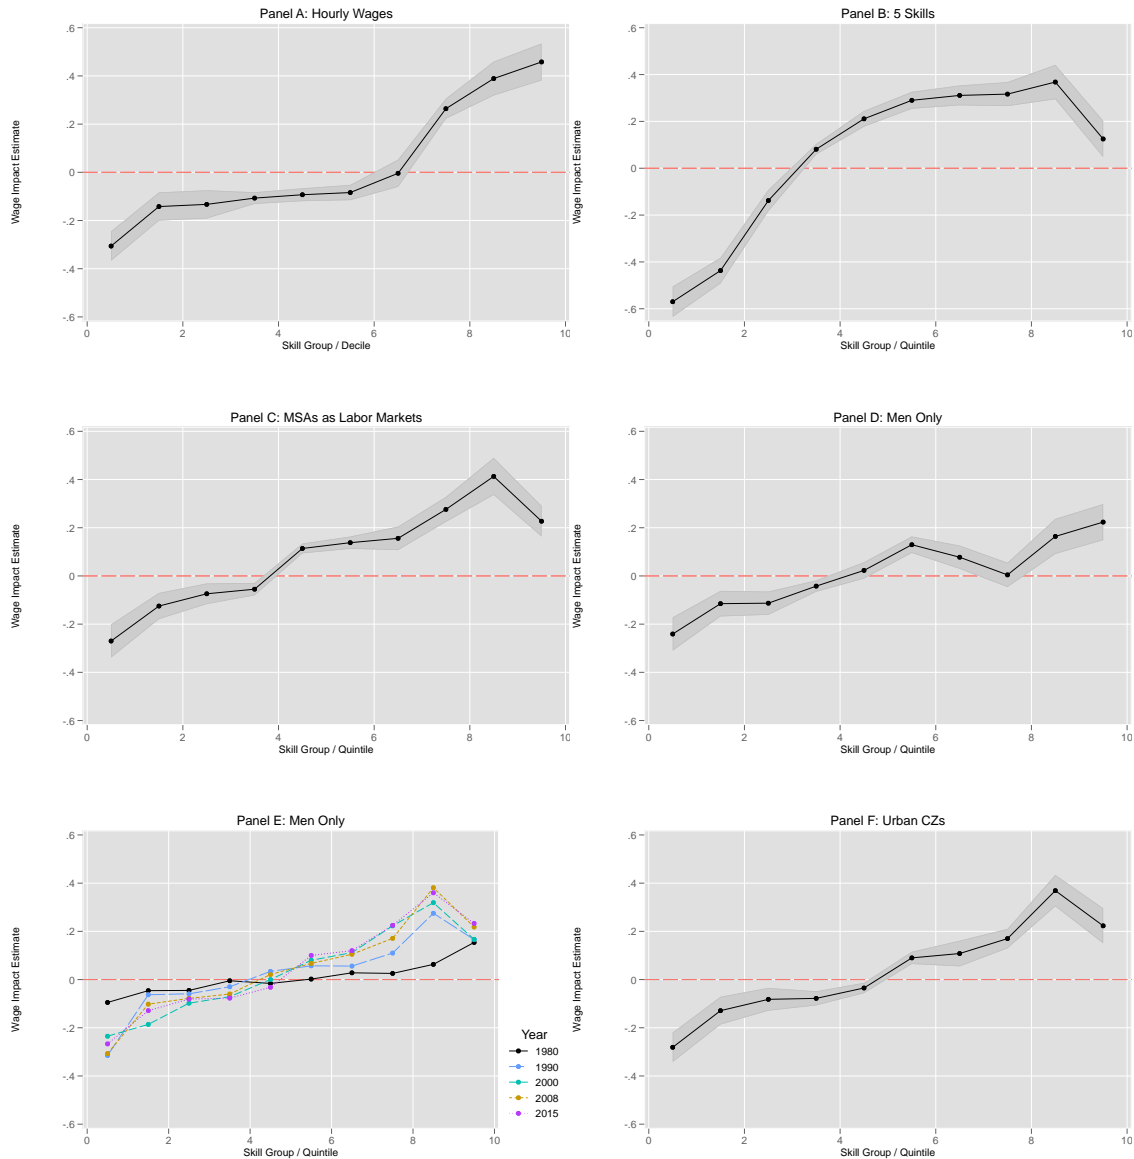 Panel A: Hourly Wages
Wage Impact Estimate
.6
.4
.2
0
-.2
-.4
-.6
0 2 4 6 8 10
Skill Group / Decile
Panel B: 5 Skills
Wage Impact Estimate
.6
.4
.2
0
-.2
-.4
-.6
0 2 4 6 8 10
Skill Group / Quintile
Panel C: MSAs as Labor Markets
Wage Impact Estimate
.6
.4
.2
0
-.2
-.4
-.6
0 2 4 6 8 10
Skill Group / Quintile
Panel D: Men Only
Wage Impact Estimate
.6
.4
.2
0
-.2
-.4
-.6
0 2 4 6 8 10
Skill Group / Quintile
Panel E: Men Only
Wage Impact Estimate
.6
.4
.2
0
-.2
-.4
-.6
0 2 4 6 8 10
Skill Group / Quintile
Year
1980
1990
2000
2008
2015
Panel F: Urban CZs
Wage Impact Estimate
.6
.4
.2
0
-.2
-.4
-.6
0 2 4 6 8 10
Skill Group / Quintile